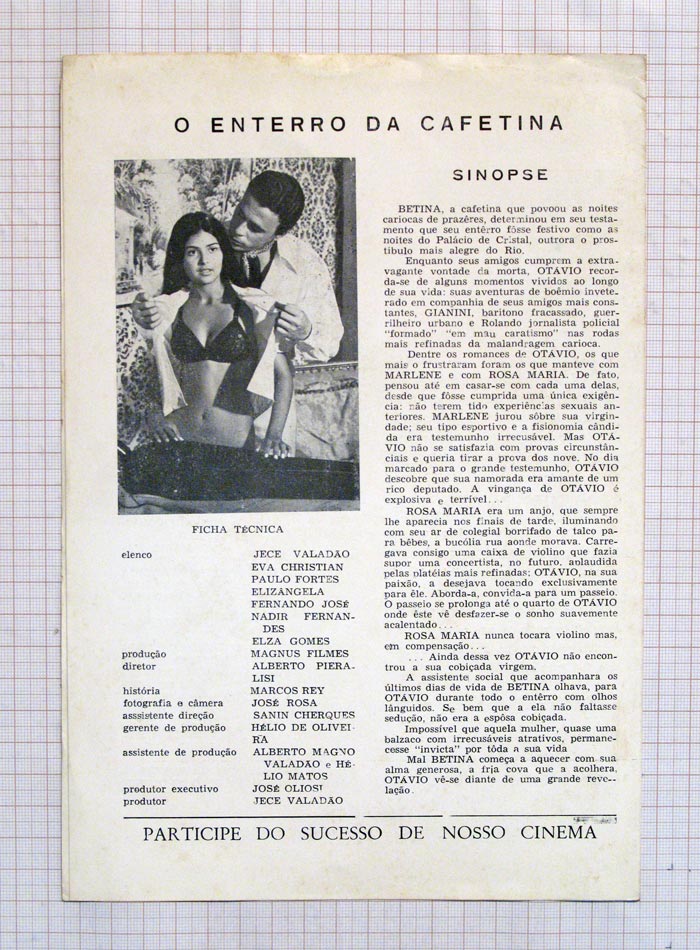 O ENTERRO DA CAFETINA
SINOPSE
BETINA, a cafetina que povoou as noites
cariocas de prazêres, determinou em seu testa-
mento que seu entêrro fôsse festivo como as
noites do Palácio de Cristal, outrora o pros-
tíbulo mais alegre do Rio.
Enquanto seus amigos cumprem a extra-
vagante vontade da morta, OTÁVIO recor-
da-se de alguns momentos vividos ao longo
de sua vida: suas aventuras de boêmio invete-
rado em companhia de seus amigos mais cons-
tantes, GIANINI, barítono fracassado, guer-
rilheiro urbano e Rolando jornalista policial
"formado" "em mau caratismo" nas rodas
mais refinadas da malandragem carioca.
Dentre os romances de OTÁVIO, os que
mais o frustraram foram os que manteve com
MARLENE e com ROSA MARIA. De fato,
pensou até em casar-se com cada uma delas,
desde que fôsse cumprida uma única exigên-
cia: não terem tido experiências sexuais an-
teriores. MARLENE jurou sôbre sua virgin-
dade; seu tipo esportivo e a fisionomia cândi-
da era testemunho irrecusável. Mas OTÁ-
VIO não se satisfazia com provas circunstân-
ciais e queria tirar a prova dos nove. No dia
marcado para o grande testemunho, OTÁVIO
descobre que sua namorada era amante de um
rico deputado. A vingança de OTÁVIO é
explosiva e terrível...
ROSA MARIA era um anjo, que sempre
lhe aparecia nos finais de tarde, iluminando
com seu ar de colegial borrifado de talco pa-
ra bêbes, a bucólia rua aonde morava. Carre-
gava consigo uma caixa de violino que fazia
supor uma concertista, no futuro, aplaudida
pelas platéias mais refinadas; OTÁVIO, na sua
paixão, a desejava tocando exclusivamente
para êle. Aborda-a, convida-a para um passeio.
O passeio se prolonga até o quarto de OTÁVIO
onde êste vê desfazer-se o sonho suavemente
acalentado...
ROSA MARIA nunca tocara violino mas,
em compensação...
... Ainda dessa vez OTÁVIO não encon-
trou a sua cobiçada virgem.
A assistente social que acompanhara os
últimos dias de vida de BETINA olhava, para
OTÁVIO durante todo o entêrro com olhos
lânguidos. Se bem que a ela não faltasse
sedução, não era a espôsa cobiçada.
Impossível que aquela mulher, quase uma
balzaco com irrecusáveis atrativos, permane-
cesse "invicta" por tôda a sua vida
Mal BETINA começa a aquecer com sua
alma generosa, a fria cova que a acolhera,
OTÁVIO vê-se diante de uma grande reve-
lação.
FICHA TÉCNICA
elenco JECE VALADÃO
EVA CHRISTIAN
PAULO FORTES
ELIZÂNGELA
FERNANDO JOSÉ
NADIR FERNAN-
DES
ELZA GOMES
produção MAGNUS FILMES
diretor ALBERTO PIERA-
LISI
história MARCOS REY
fotografia e câmera JOSÉ ROSA
asssistente direção SANIN CHERQUES
gerente de produção HÉLIO DE OLIVEI-
RA
assistente de produção ALBERTO MAGNO
VALADÃO e HÉ-
LIO MATOS
produtor executivo JOSÉ OLIOSI
produtor JECE VALADÃO
PARTICIPE DO SUCESSO DE NOSSO CINEMA